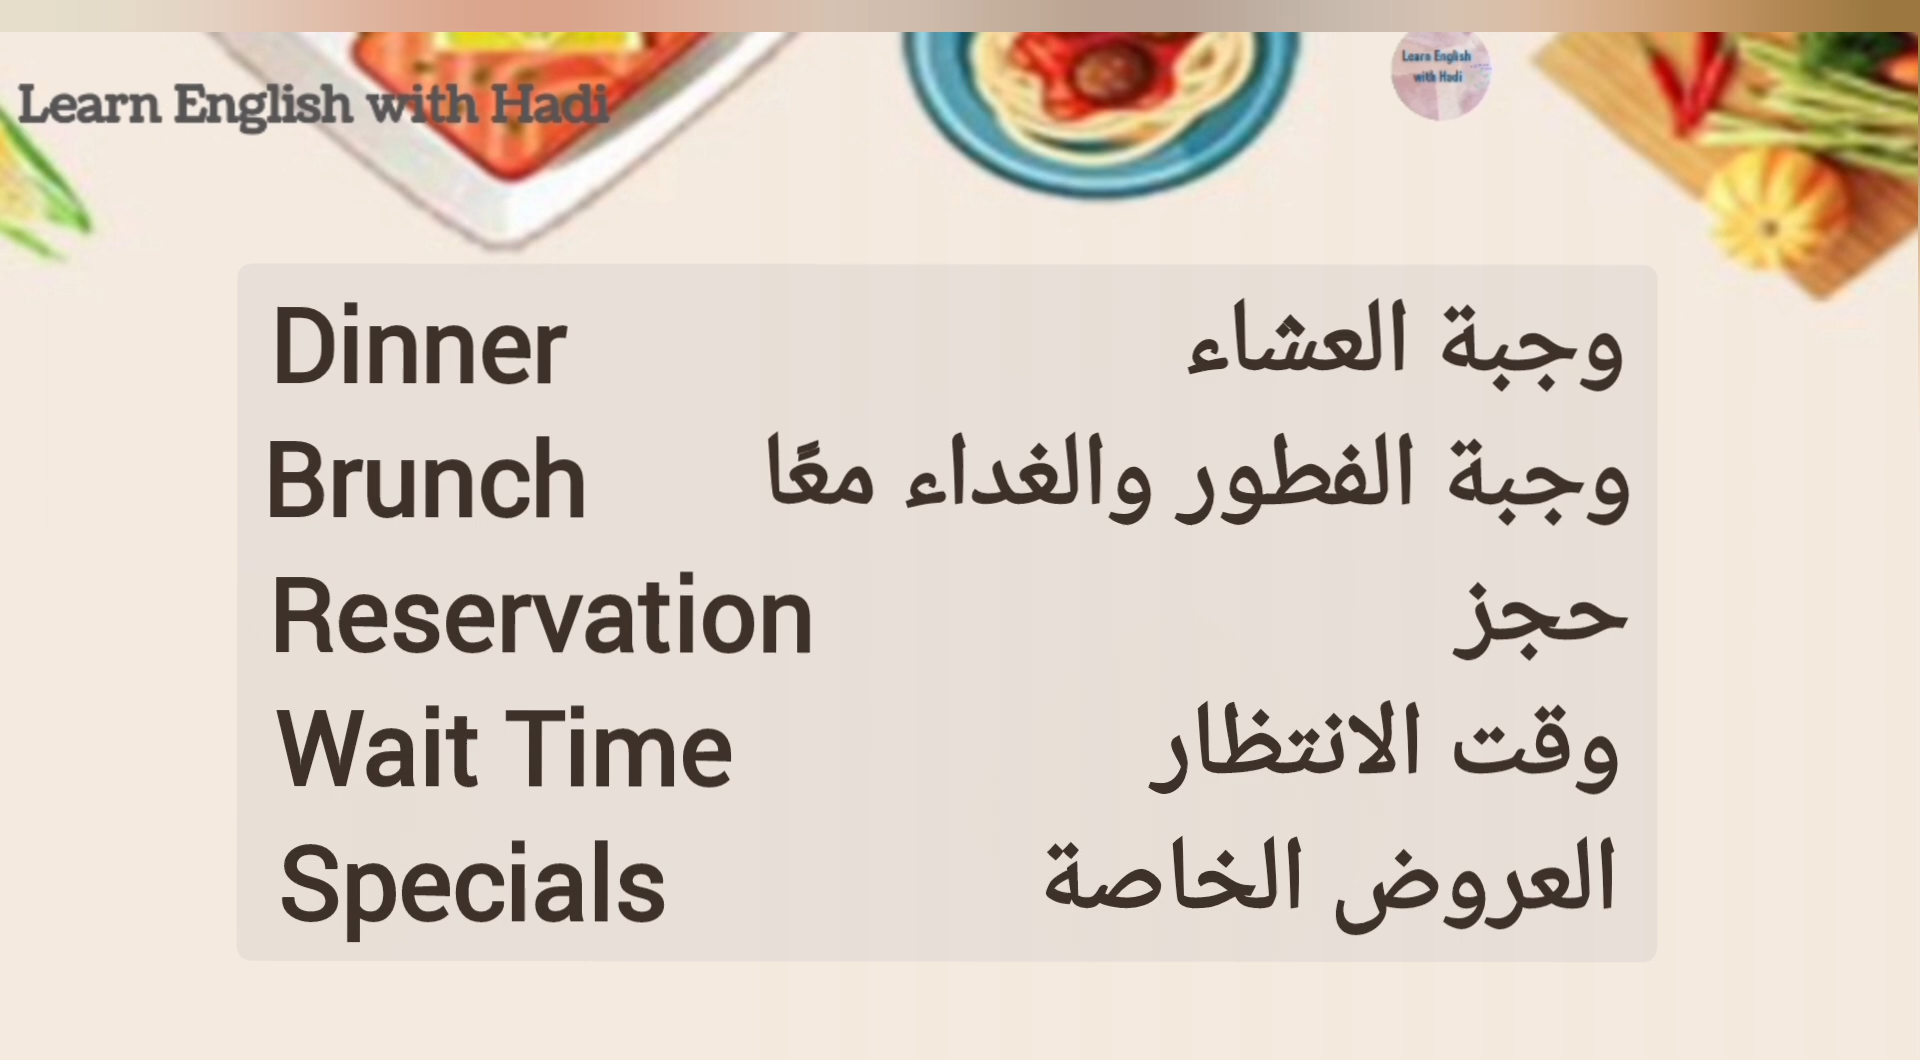 Learn English with Hadi
Learn English
with Hadi
Dinner وجبة العشاء
Brunch وجبة الفطور والغداء معًا
Reservation حجز
Wait Time وقت الانتظار
Specials العروض الخاصة